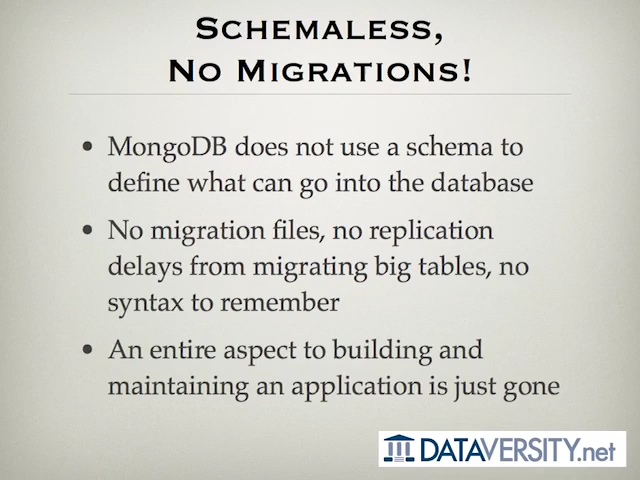 SCHEMALESS,
NO MIGRATIONS!
• MongoDB does not use a schema to
define what can go into the database
• No migration files, no replication
delays from migrating big tables, no
syntax to remember
• An entire aspect to building and
maintaining an application is just gone
DATAVERSITY.net